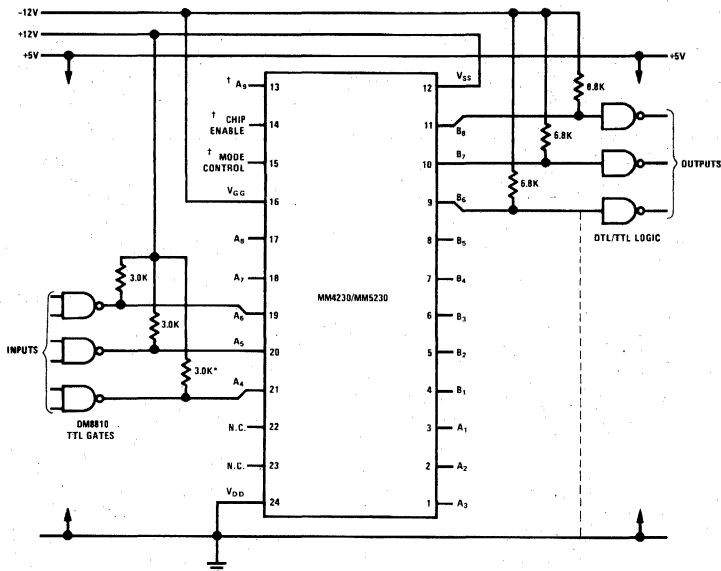 -12V
+12V
+5V
+5V
† A9 13
† CHIP ENABLE 14
† MODE CONTROL 15
VGG 16
A8 17
A7 18
A6 19
A5 20
A4 21
N.C. 22
N.C. 23
VDD 24
MM4230/MM5230
VSS 12
11 B8
10 B7
9 B6
8 B5
7 B4
6 B3
5 B2
4 B1
3 A1
2 A2
1 A3
6.8K
6.8K
6.8K
OUTPUTS
DTL/TTL LOGIC
3.0K
3.0K
3.0K*
INPUTS
DM8810
TTL GATES